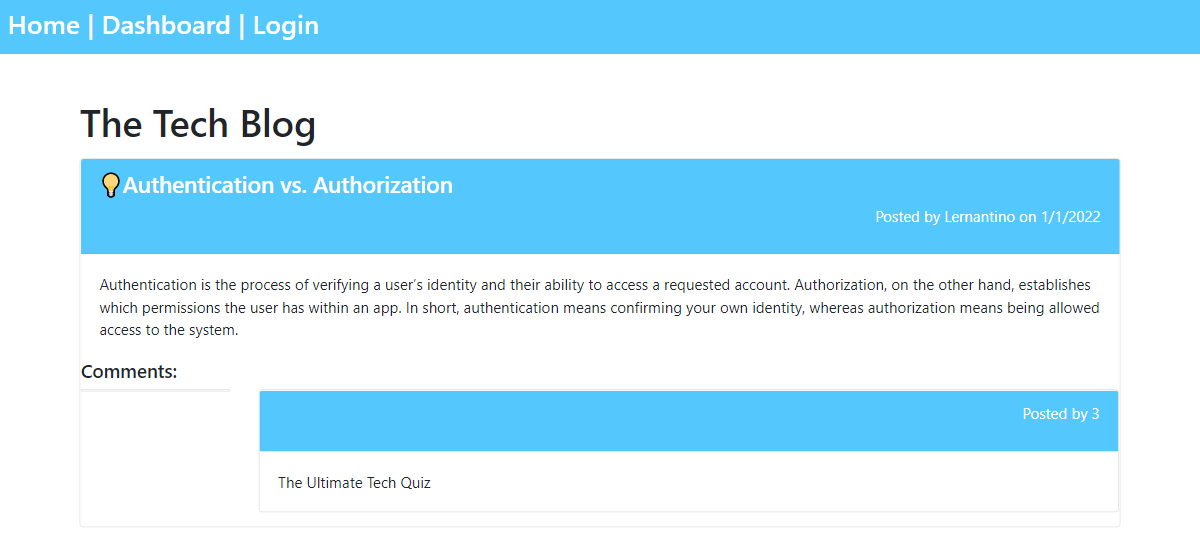 Home | Dashboard | Login
The Tech Blog
Authentication vs. Authorization
Posted by Lernantino on 1/1/2022
Authentication is the process of verifying a user's identity and their ability to access a requested account. Authorization, on the other hand, establishes
which permissions the user has within an app. In short, authentication means confirming your own identity, whereas authorization means being allowed
access to the system.
Comments:
Posted by 3
The Ultimate Tech Quiz